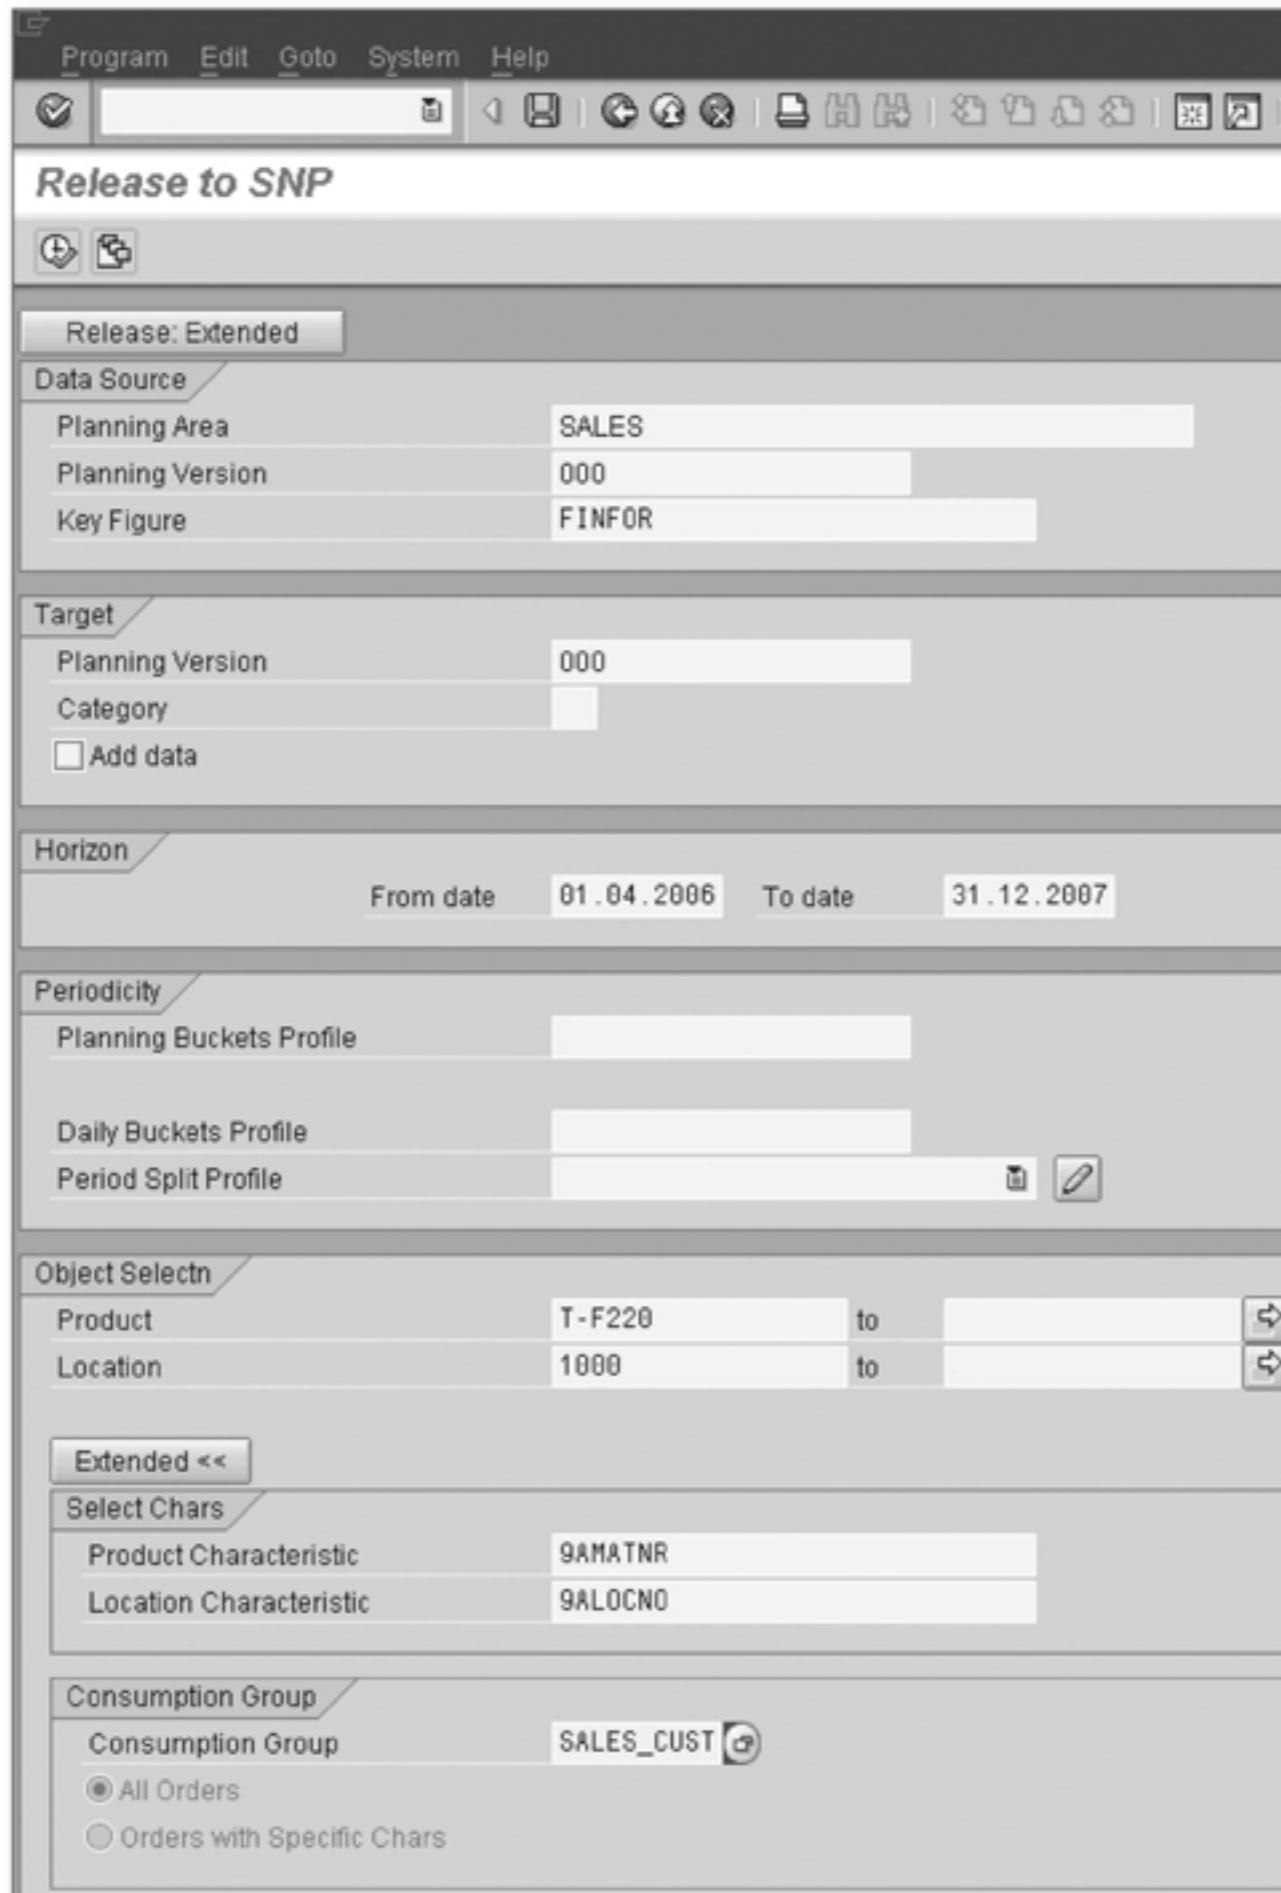 Program Edit Goto System Help
Release to SNP
Release: Extended
Data Source
Planning Area SALES
Planning Version 000
Key Figure FINFOR
Target
Planning Version 000
Category
Add data
Horizon
From date 01.04.2006 To date 31.12.2007
Periodicity
Planning Buckets Profile
Daily Buckets Profile
Period Split Profile
Object Selectn
Product T-F220 to
Location 1000 to
Extended <<
Select Chars
Product Characteristic 9AMATNR
Location Characteristic 9ALOCNO
Consumption Group
Consumption Group SALES_CUST
All Orders
Orders with Specific Chars